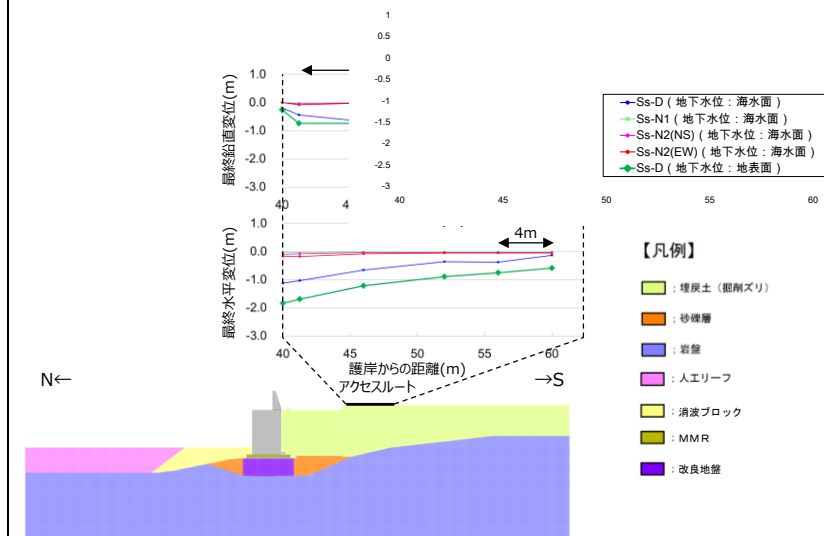 1
0.5
0
-0.5
-1
-1.5
-2
-2.5
-3
40 45 50 55 60
1.0
0.0
-1.0
-2.0
-3.0
最終鉛直変位(m)
40 4
Ss-D（地下水位：海水面）
Ss-N1（地下水位：海水面）
Ss-N2(NS)（地下水位：海水面）
Ss-N2(EW)（地下水位：海水面）
Ss-D（地下水位：地表面）
1.0
0.0
-1.0
-2.0
-3.0
最終水平変位(m)
4m
40 45 50 55 60
護岸からの距離(m)
アクセスルート
N←
→S
【凡例】
：埋戻土（掘削ズリ）
：砂礫層
：岩盤
：人工リーフ
：消波ブロック
：ＭＭＲ
：改良地盤